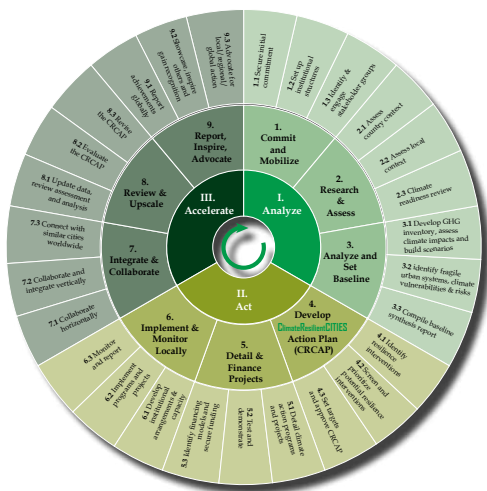 I.
Analyze
II.
Act
III.
Accelerate
1.
Commit
and
Mobilize
2.
Research
&
Assess
3.
Analyze and
Set
Baseline
4.
Develop
ClimateResilientCITIES
Action Plan
(CRCAP)
5.
Detail &
Finance
Projects
6.
Implement &
Monitor
Locally
7.
Integrate &
Collaborate
8.
Review &
Upscale
9.
Report,
Inspire,
Advocate
1.1 Secure initial
commitment
1.2 Set up
institutional
structures
1.3 Identify &
engage
stakeholder groups
2.1 Assess
country context
2.2 Assess local
context
2.3 Climate
readiness review
3.1 Develop GHG
inventory, assess
climate impacts and
build scenarios
3.2 identify fragile
urban systems, climate
vulnerabilities & risks
3.3 Compile baseline
synthesis report
4.1 Identify
resilience
interventions
4.2 Screen and
prioritize
potential resilience
interventions
4.3 Set targets
and approve CRCAP
5.1 Detail climate
action programs
and projects
5.2 Test and
demonstrate
5.3 Identify financing
models and
secure funding
6.1 Develop
institutional
arrangements &
capacity
6.2 Implement
programs and
projects
6.3 Monitor
and report
7.1 Collaborate
horizontally
7.2 Collaborate and
integrate vertically
7.3 Connect with
similar cities
worldwide
8.1 Update data,
review assessment
and analysis
8.2 Evaluate
the CRCAP
8.3 Revise
the CRCAP
9.1 Report
achievements
globally
9.2 Showcase, inspire
others and
gain recognition
9.3 Advocate for
local / regional /
global action